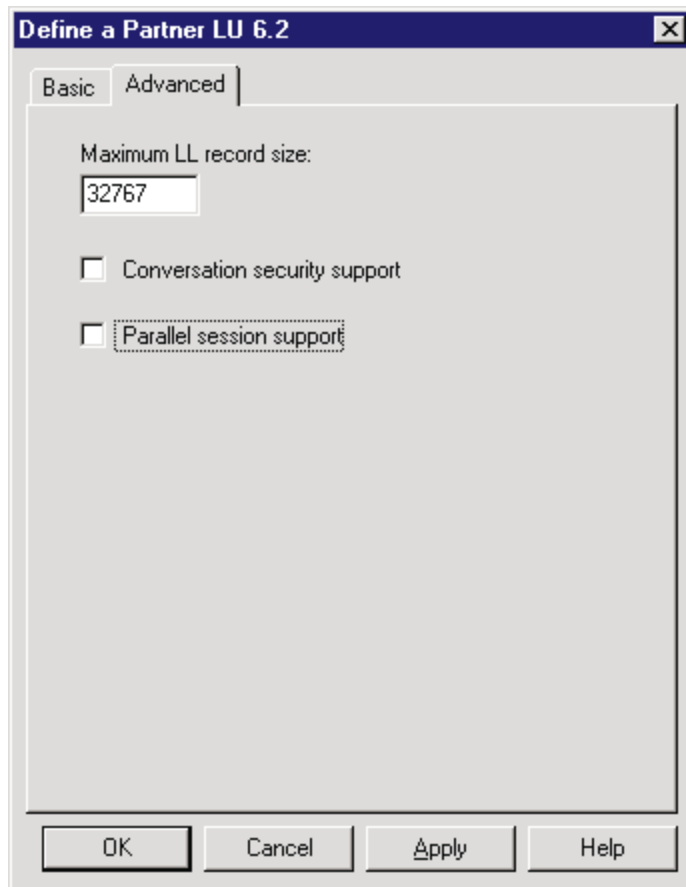 Define a Partner LU 6.2
Basic
Advanced
Maximum LL record size:
32767
Conversation security support
Parallel session support
OK
Cancel
Apply
Help